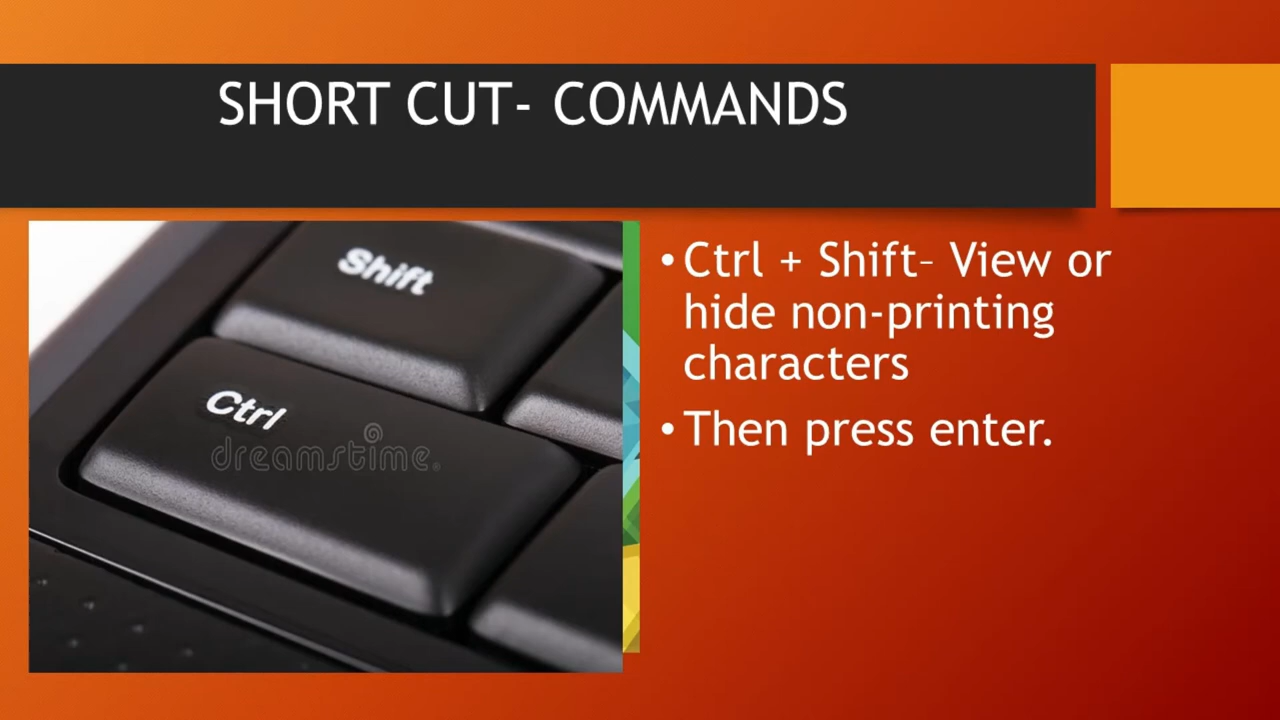 SHORT CUT- COMMANDS
Shift
Ctrl
dreamstime.
• Ctrl + Shift– View or
hide non-printing
characters
• Then press enter.